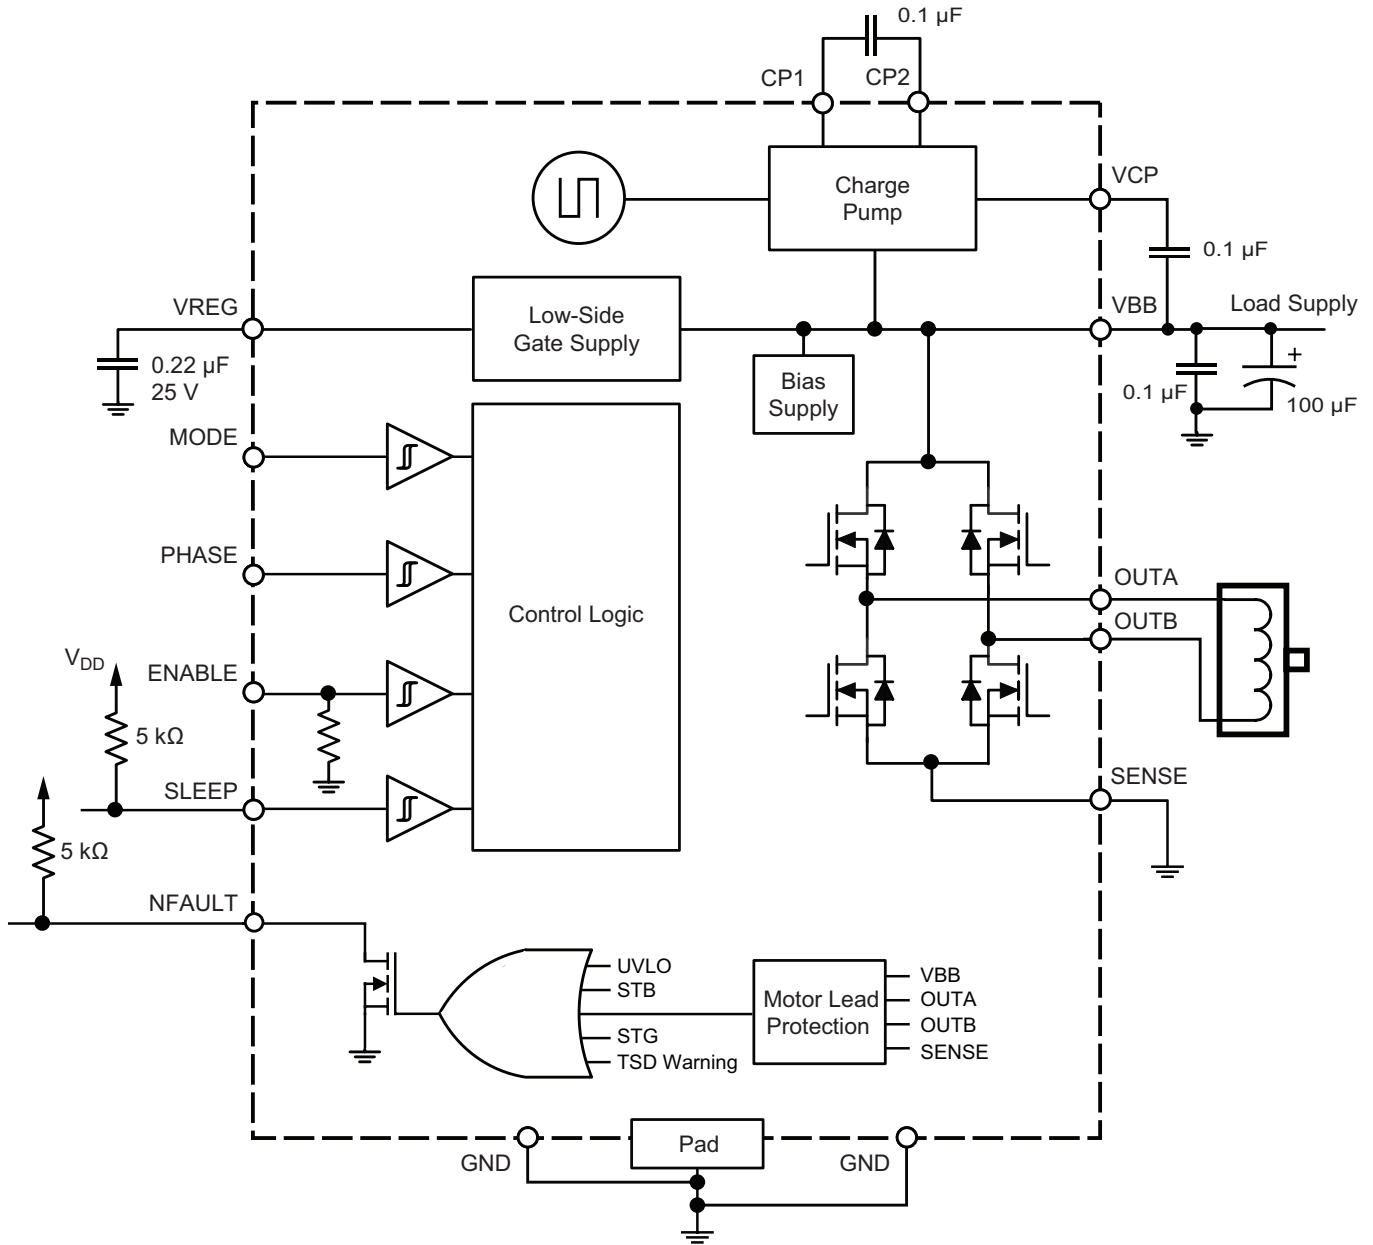 0.1 µF
CP1
CP2
Charge
Pump
VCP
0.1 µF
VREG
Low-Side
Gate Supply
VBB
Load Supply
0.22 µF
25 V
Bias
Supply
+
0.1 µF
100 µF
MODE
PHASE
Control Logic
OUTA
OUTB
VDD
ENABLE
5 kΩ
SLEEP
SENSE
5 kΩ
NFAULT
UVLO
STB
STG
TSD Warning
Motor Lead
Protection
VBB
OUTA
OUTB
SENSE
GND
Pad
GND